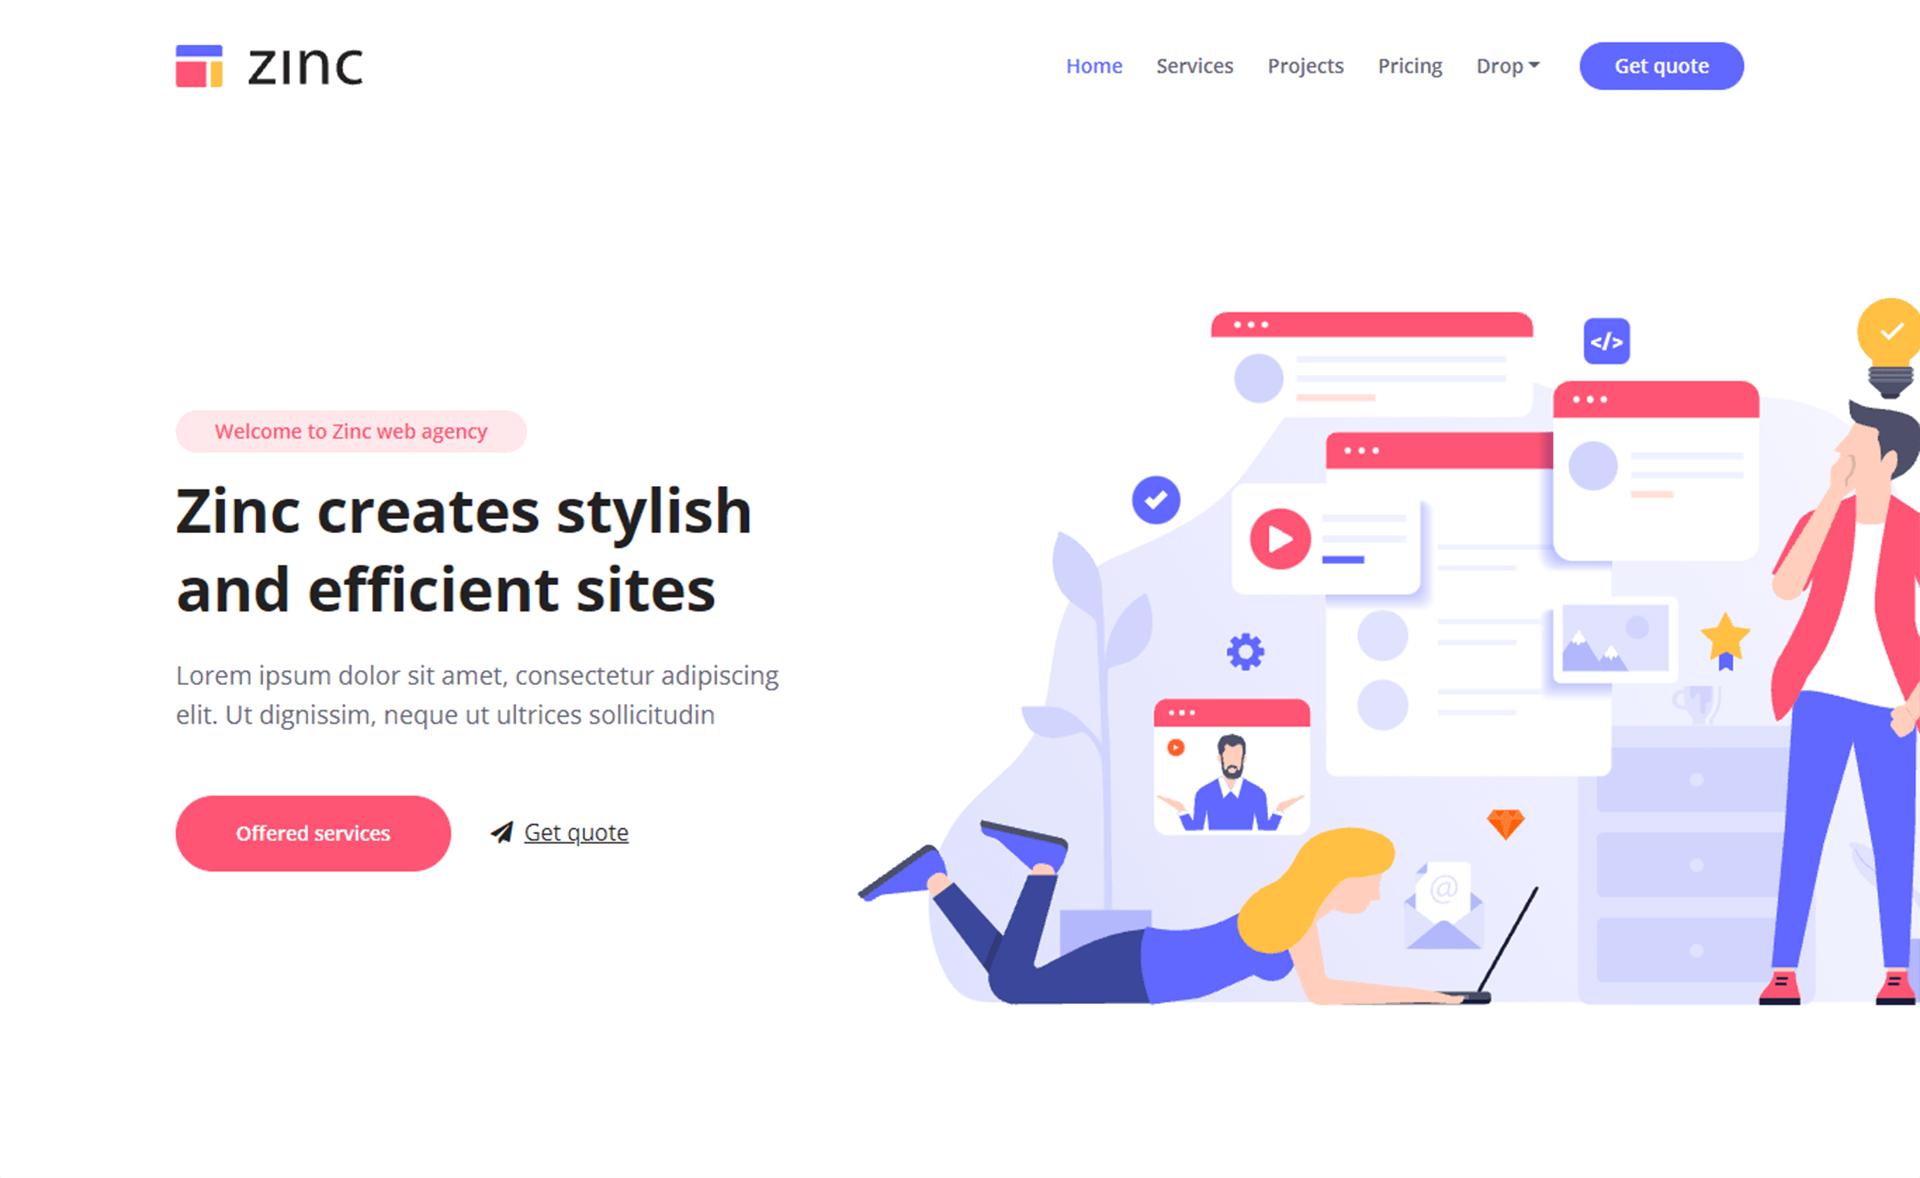 zinc
Home Services Projects Pricing Drop Get quote
</>
Welcome to Zinc web agency
Zinc creates stylish
and efficient sites
Lorem ipsum dolor sit amet, consectetur adipiscing
elit. Ut dignissim, neque ut ultrices sollicitudin
Offered services Get quote
@